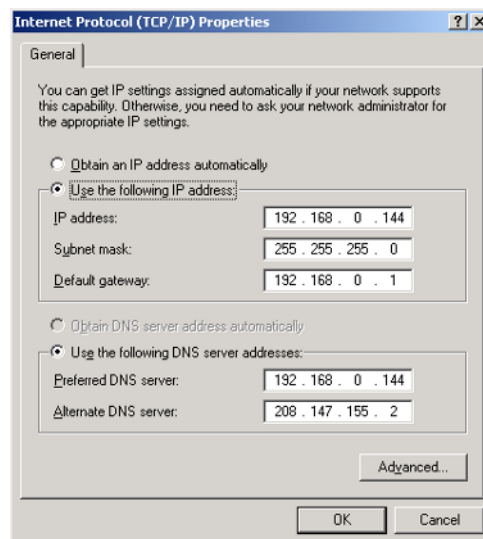 Internet Protocol (TCP/IP) Properties
General
You can get IP settings assigned automatically if your network supports
this capability. Otherwise, you need to ask your network administrator for
the appropriate IP settings.
Obtain an IP address automatically
Use the following IP address:
IP address: 192 . 168 . 0 . 144
Subnet mask: 255 . 255 . 255 . 0
Default gateway: 192 . 168 . 0 . 1
Obtain DNS server address automatically
Use the following DNS server addresses:
Preferred DNS server: 192 . 168 . 0 . 144
Alternate DNS server: 208 . 147 . 155 . 2
Advanced...
OK Cancel